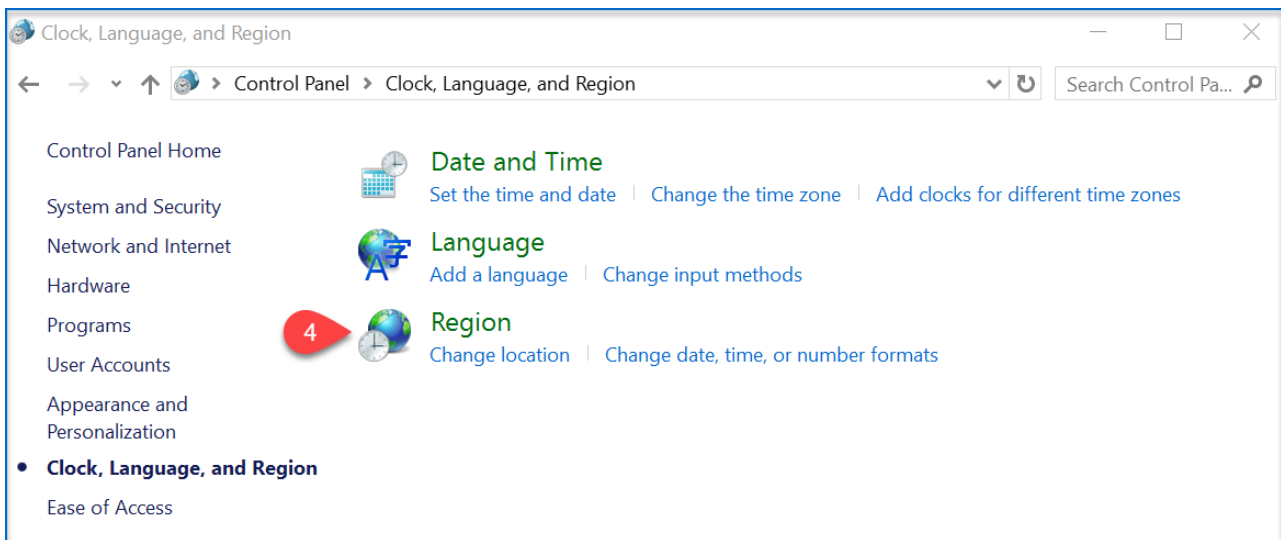 Clock, Language, and Region
Control Panel > Clock, Language, and Region
Search Control Pa...
Control Panel Home
System and Security
Network and Internet
Hardware
Programs
User Accounts
Appearance and
Personalization
Clock, Language, and Region
Ease of Access
Date and Time
Set the time and date | Change the time zone | Add clocks for different time zones
Language
Add a language | Change input methods
4
Region
Change location | Change date, time, or number formats
字
A